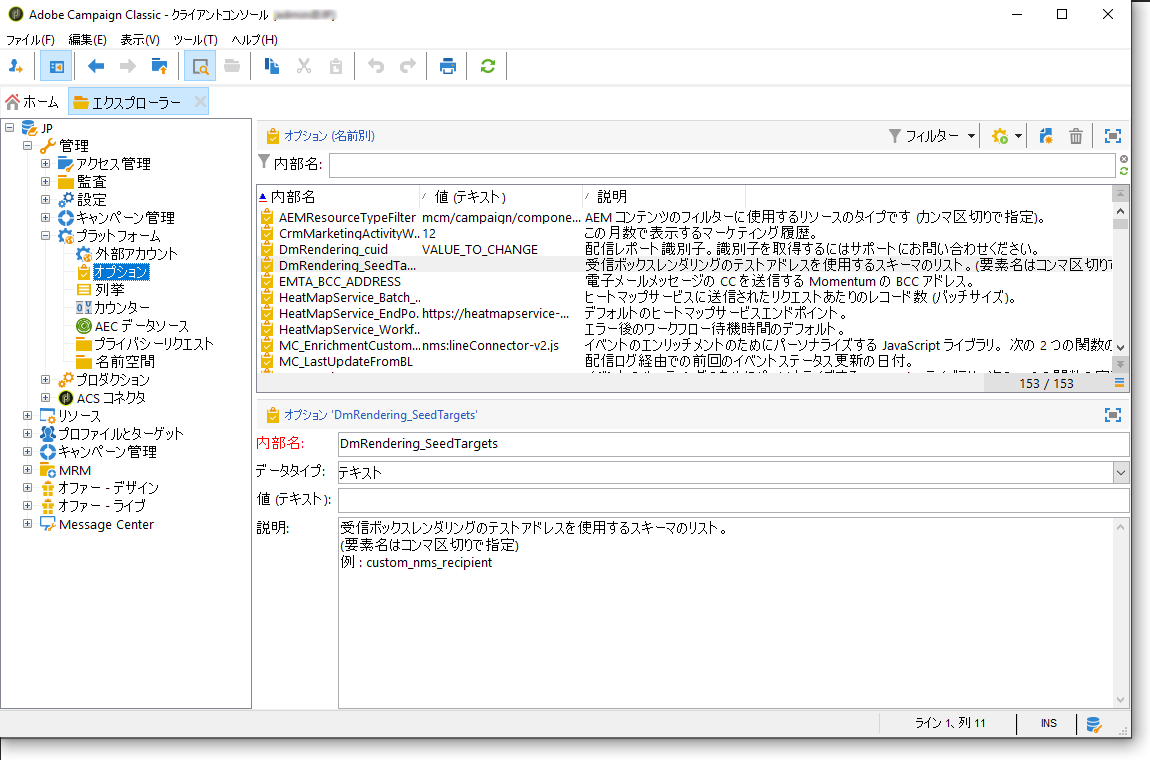 Adobe Campaign Classic - クライアントコンソール
ファイル(F) 編集(E) 表示(V) ツール(T) ヘルプ(H)
ホーム エクスプローラー
JP
管理
アクセス管理
監査
設定
キャンペーン管理
プラットフォーム
外部アカウント
オプション
列挙
カウンター
AEC データソース
プライバシーリクエスト
名前空間
プロダクション
ACS コネクタ
リソース
プロファイルとターゲット
キャンペーン管理
MRM
オファー - デザイン
オファー - ライブ
Message Center
オプション (名前別) フィルター
内部名:
内部名 値 (テキスト) 説明
AEMResourceTypeFilter mcm/campaign/compone... AEM コンテンツのフィルターに使用するリソースのタイプです (カンマ区切りで指定)。
CrmMarketingActivityW... 12 この月数で表示するマーケティング履歴。
DmRendering_cuid VALUE_TO_CHANGE 配信レポート識別子。識別子を取得するにはサポートにお問い合わせください。
DmRendering_SeedTa... 受信ボックスレンダリングのテストアドレスを使用するスキーマのリスト。(要素名はコンマ区切りで
EMTA_BCC_ADDRESS 電子メールメッセージの CC を送信する Momentum の BCC アドレス。
HeatMapService_Batch_... ヒートマップサービスに送信されたリクエストあたりのレコード数 (バッチサイズ)。
HeatMapService_EndPo... https://heatmapservice-... デフォルトのヒートマップサービスエンドポイント。
HeatMapService_Workf... エラー後のワークフロー待機時間のデフォルト。
MC_EnrichmentCustom... nms:lineConnector-v2.js イベントのエンリッチメントのためにパーソナライズする JavaScript ライブラリ。 次の 2 つの関数の
MC_LastUpdateFromBL 配信ログ経由での前回のイベントステータス更新の日付。
153 / 153
オプション 'DmRendering_SeedTargets'
内部名: DmRendering_SeedTargets
データタイプ: テキスト
値 (テキスト):
説明: 受信ボックスレンダリングのテストアドレスを使用するスキーマのリスト。
(要素名はコンマ区切りで指定)
例 : custom_nms_recipient
ライン 1、列 11 INS